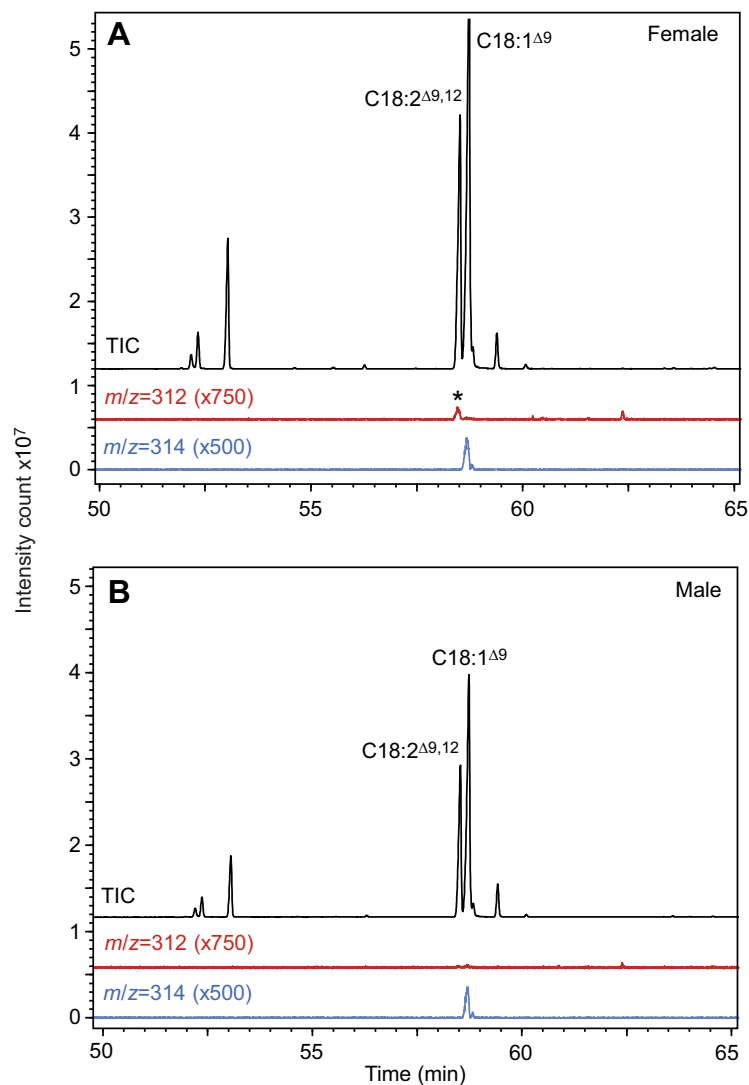 A
Female
C18:1Δ9
C18:2Δ9,12
TIC
*
m/z=312 (x750)
m/z=314 (x500)
5
4
3
2
1
0
50
55
60
65
Intensity count x10⁷
B
Male
C18:1Δ9
C18:2Δ9,12
TIC
m/z=312 (x750)
m/z=314 (x500)
5
4
3
2
1
0
50
55
60
65
Time (min)